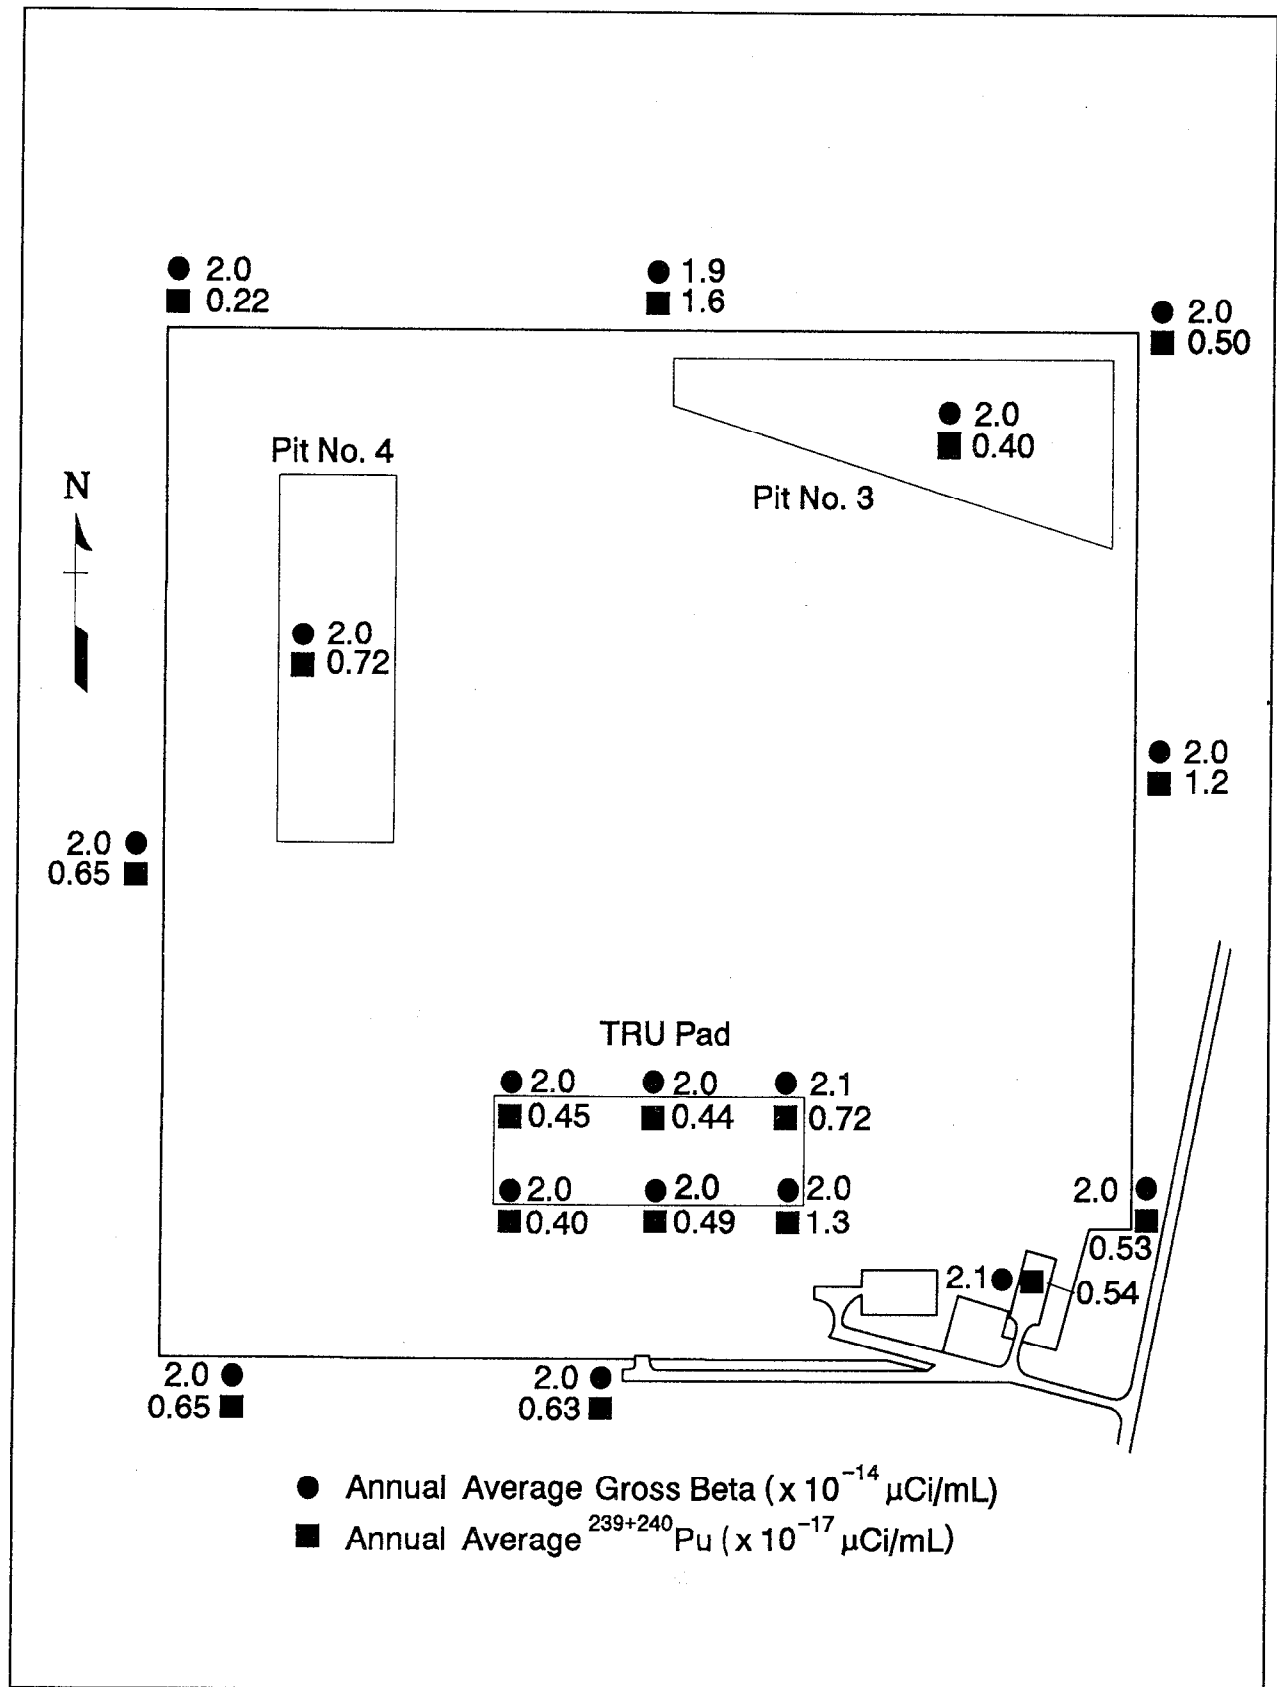 2.0
0.22
1.9
1.6
2.0
0.50
2.0
0.40
Pit No. 3
Pit No. 4
N
2.0
0.72
2.0
1.2
2.0
0.65
TRU Pad
2.0 2.0 2.1
0.45 0.44 0.72
2.0 2.0 2.0
0.40 0.49 1.3
2.0
0.53
2.1 0.54
2.0
0.65
2.0
0.63
Annual Average Gross Beta (x 10⁻¹⁴ µCi/mL)
Annual Average ²³⁹⁺²⁴⁰Pu (x 10⁻¹⁷ µCi/mL)